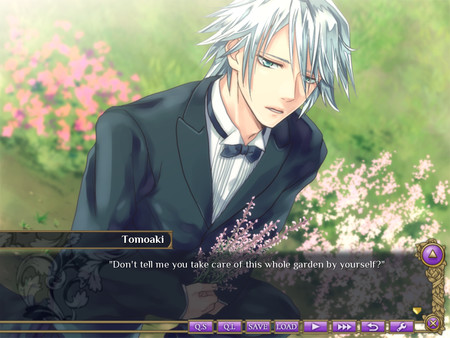 Tomoaki
"Don't tell me you take care of this whole garden by yourself?"
Q.S
Q.L
SAVE
LOAD